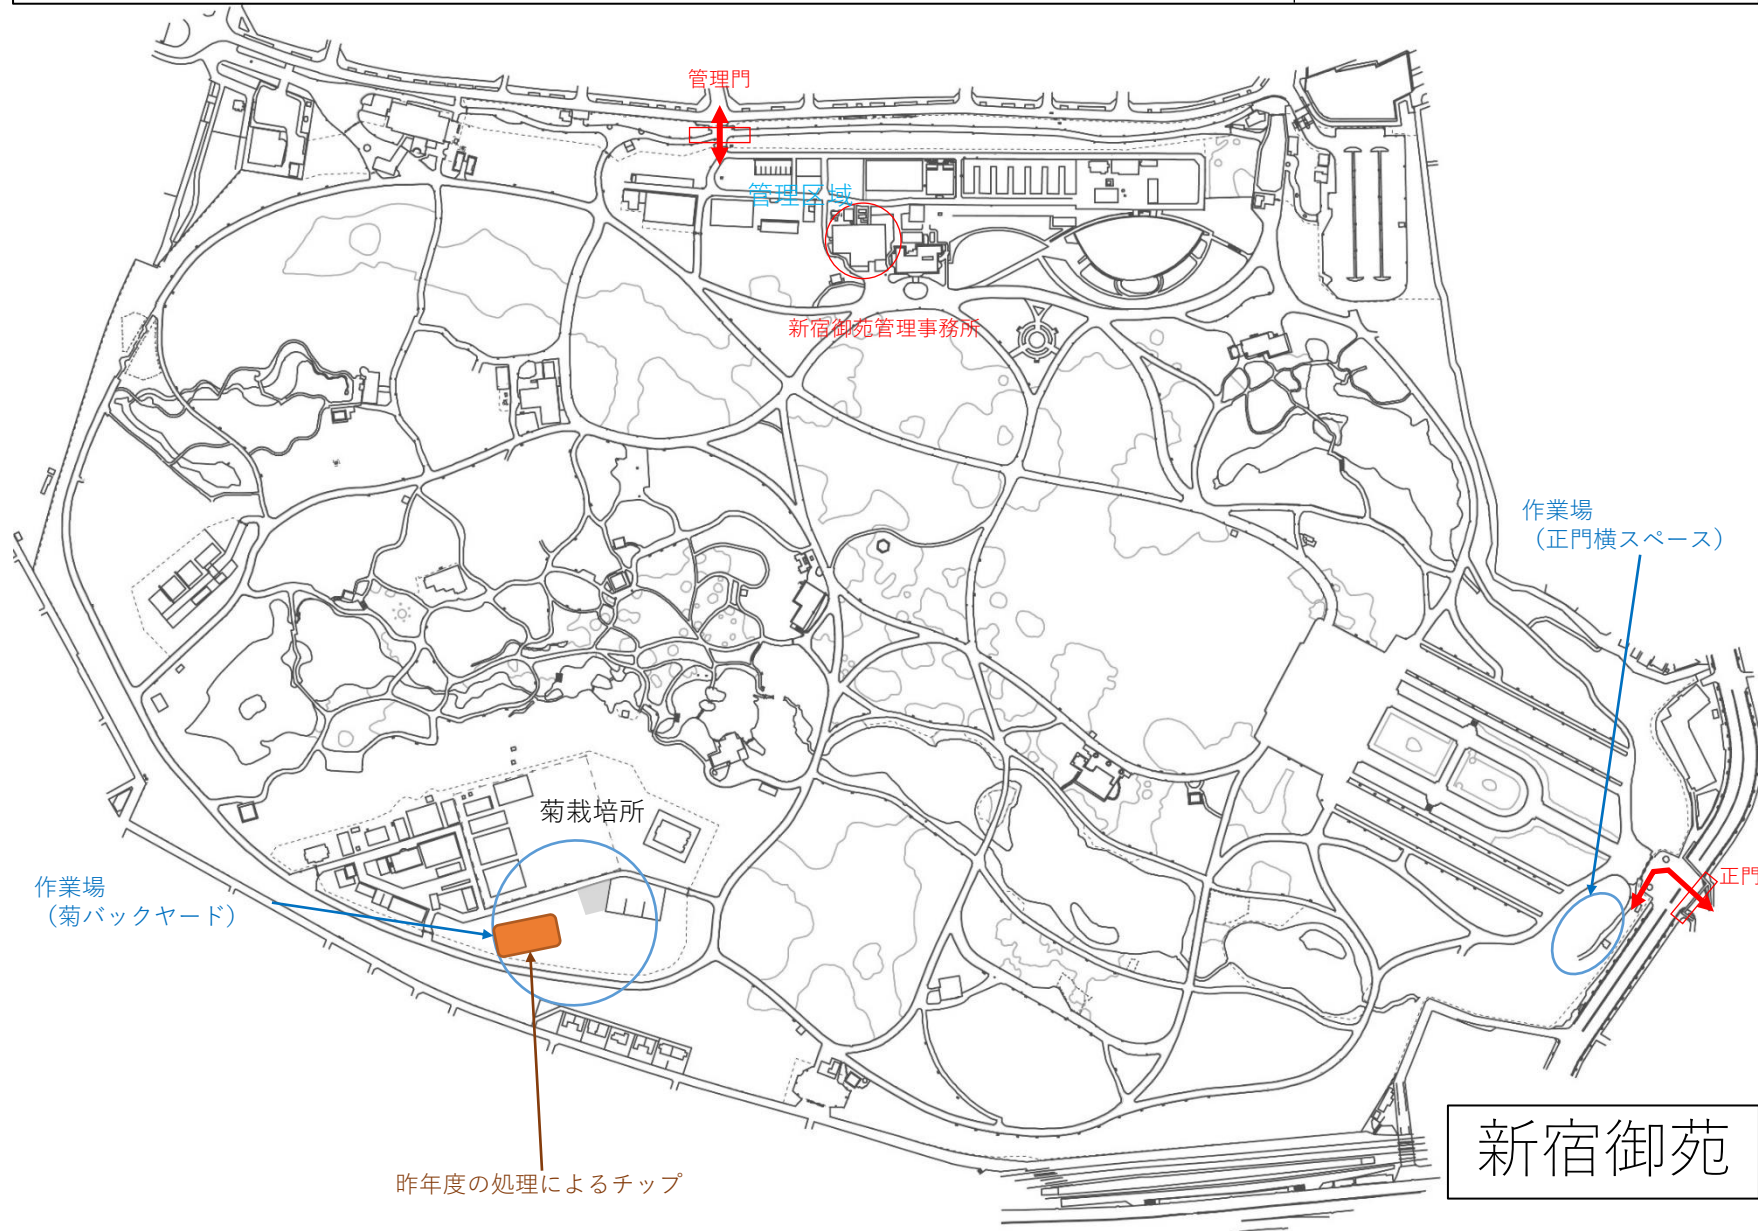 管理門
管理区域
新宿御苑管理事務所
作業場
（正門横スペース）
菊栽培所
作業場
（菊バックヤード）
正門
昨年度の処理によるチップ
新宿御苑